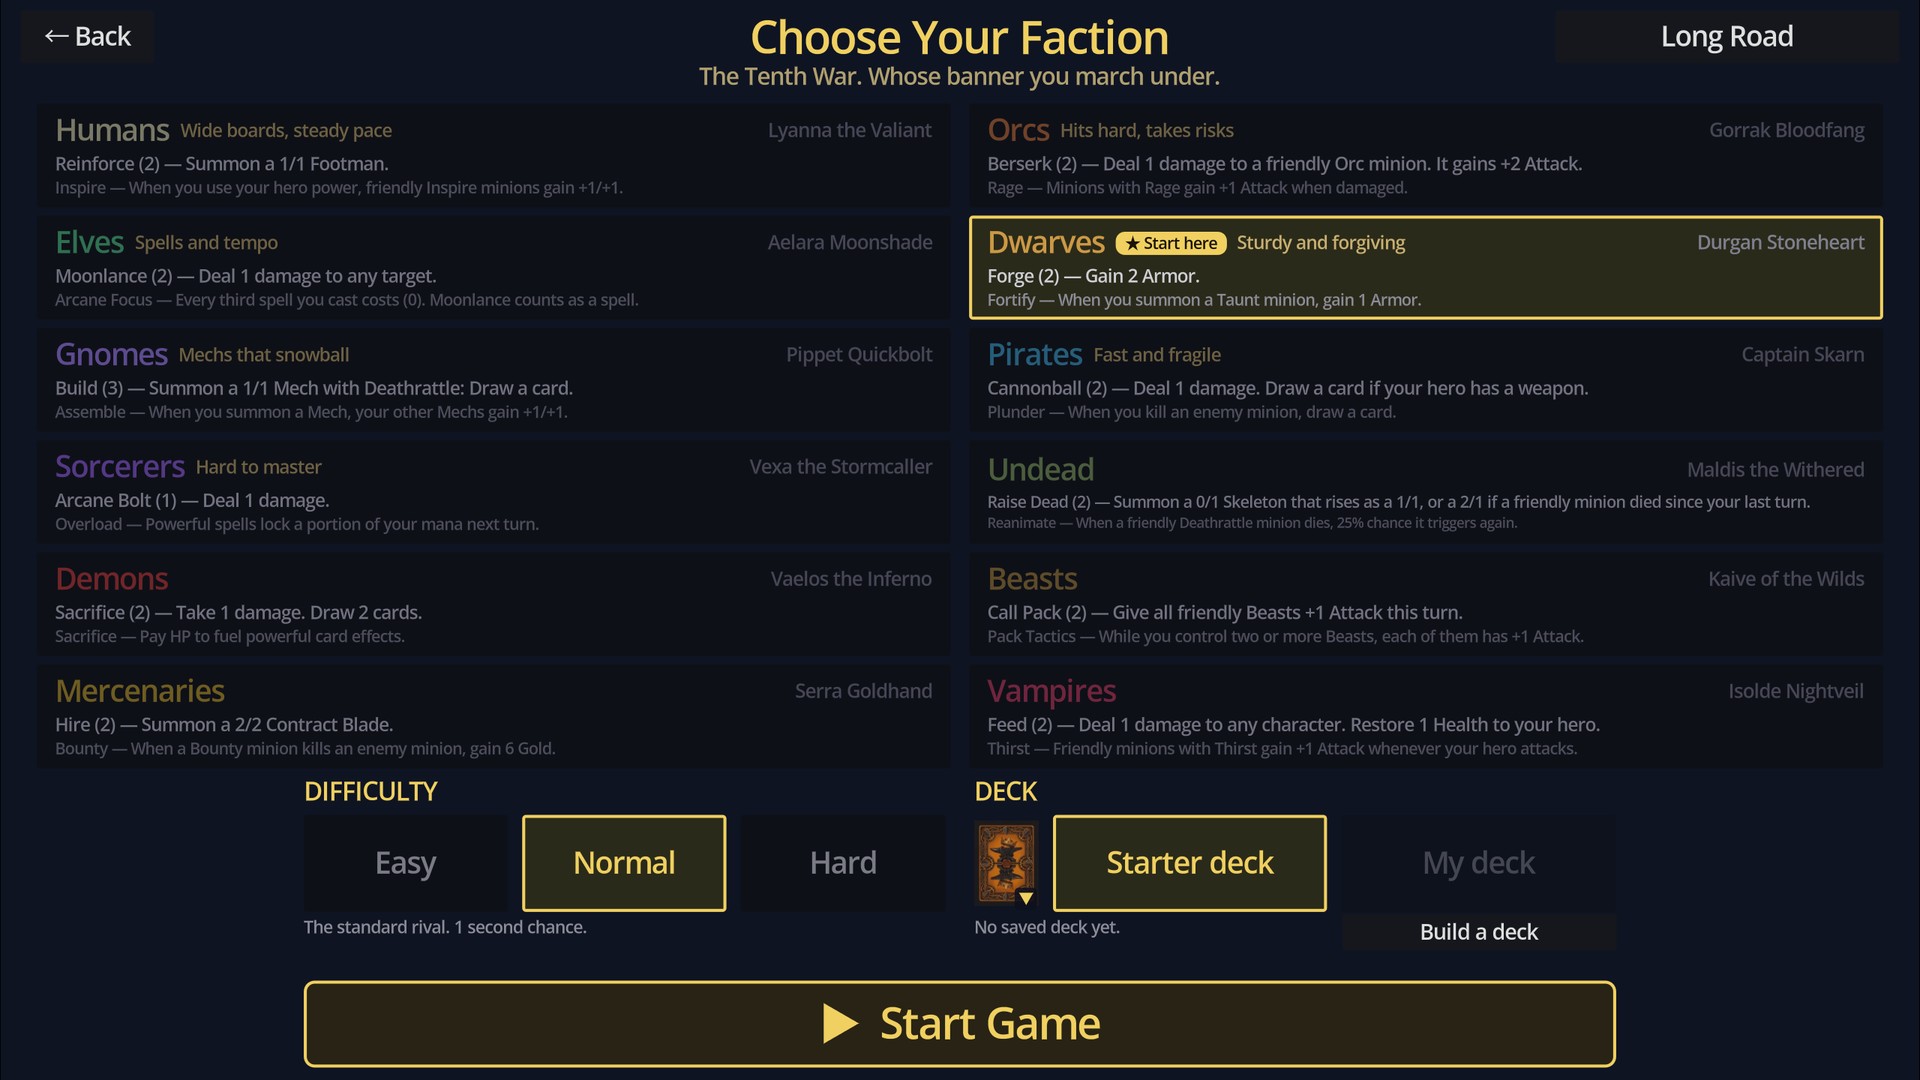 ← Back
Choose Your Faction
Long Road
The Tenth War. Whose banner you march under.
Humans Wide boards, steady pace Lyanna the Valiant
Reinforce (2) — Summon a 1/1 Footman.
Inspire — When you use your hero power, friendly Inspire minions gain +1/+1.
Orcs Hits hard, takes risks Gorrak Bloodfang
Berserk (2) — Deal 1 damage to a friendly Orc minion. It gains +2 Attack.
Rage — Minions with Rage gain +1 Attack when damaged.
Elves Spells and tempo Aelara Moonshade
Moonlance (2) — Deal 1 damage to any target.
Arcane Focus — Every third spell you cast costs (0). Moonlance counts as a spell.
Dwarves ★ Start here Sturdy and forgiving Durgan Stoneheart
Forge (2) — Gain 2 Armor.
Fortify — When you summon a Taunt minion, gain 1 Armor.
Gnomes Mechs that snowball Pippet Quickbolt
Build (3) — Summon a 1/1 Mech with Deathrattle: Draw a card.
Assemble — When you summon a Mech, your other Mechs gain +1/+1.
Pirates Fast and fragile Captain Skarn
Cannonball (2) — Deal 1 damage. Draw a card if your hero has a weapon.
Plunder — When you kill an enemy minion, draw a card.
Sorcerers Hard to master Vexa the Stormcaller
Arcane Bolt (1) — Deal 1 damage.
Overload — Powerful spells lock a portion of your mana next turn.
Undead Maldis the Withered
Raise Dead (2) — Summon a 0/1 Skeleton that rises as a 1/1, or a 2/1 if a friendly minion died since your last turn.
Reanimate — When a friendly Deathrattle minion dies, 25% chance it triggers again.
Demons Vaelos the Inferno
Sacrifice (2) — Take 1 damage. Draw 2 cards.
Sacrifice — Pay HP to fuel powerful card effects.
Beasts Kaive of the Wilds
Call Pack (2) — Give all friendly Beasts +1 Attack this turn.
Pack Tactics — While you control two or more Beasts, each of them has +1 Attack.
Mercenaries Serra Goldhand
Hire (2) — Summon a 2/2 Contract Blade.
Bounty — When a Bounty minion kills an enemy minion, gain 6 Gold.
Vampires Isolde Nightveil
Feed (2) — Deal 1 damage to any character. Restore 1 Health to your hero.
Thirst — Friendly minions with Thirst gain +1 Attack whenever your hero attacks.
DIFFICULTY
Easy Normal Hard
The standard rival. 1 second chance.
DECK
Starter deck My deck
No saved deck yet.
Build a deck
▶ Start Game